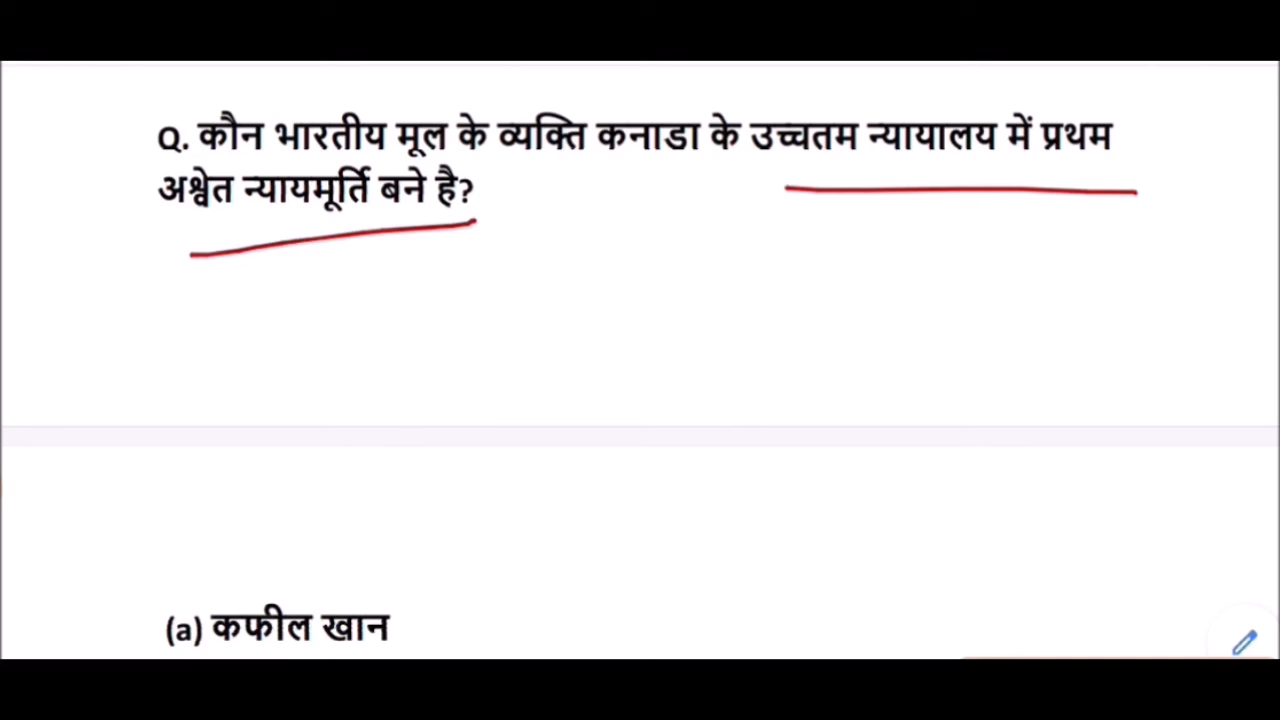 Q. कौन भारतीय मूल के व्यक्ति कनाडा के उच्चतम न्यायालय में प्रथम
अश्वेत न्यायमूर्ति बने है?
(a) कफील खान